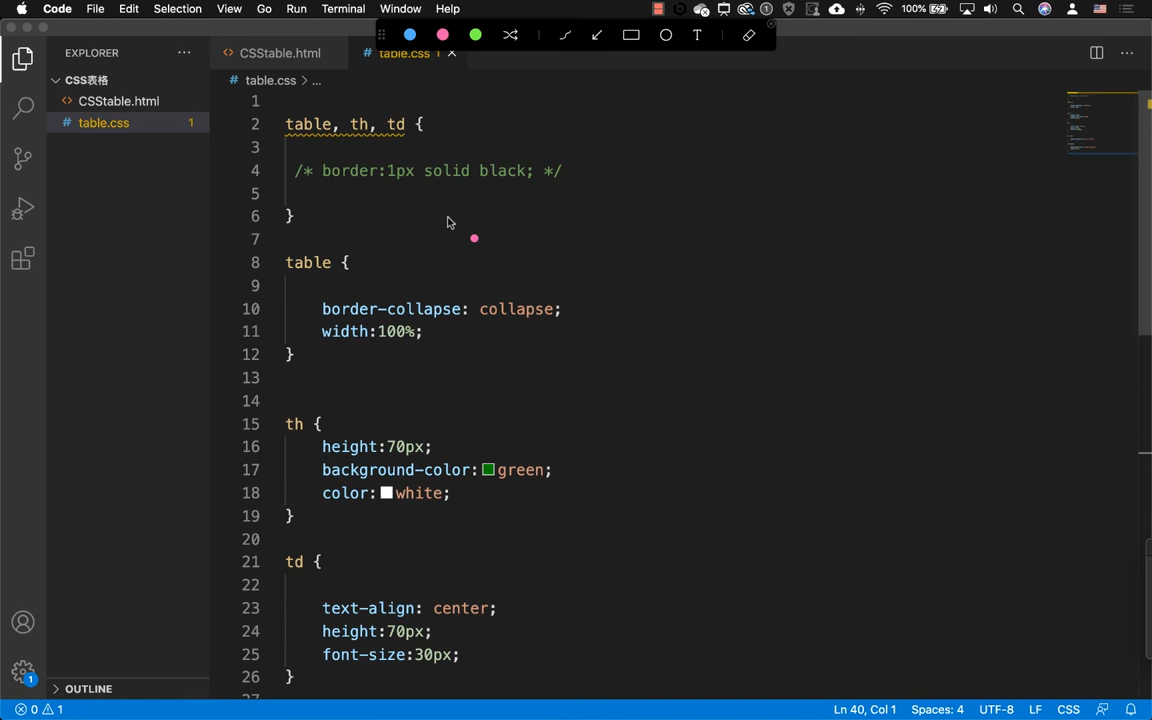 Code File Edit Selection View Go Run Terminal Window Help 100%
EXPLORER
CSS表格
CSStable.html
table.css 1
OUTLINE
CSStable.html
table.css 1
table.css > ...
1
2 table, th, td {
3
4 /* border:1px solid black; */
5
6 }
7
8 table {
9
10 border-collapse: collapse;
11 width:100%;
12 }
13
14
15 th {
16 height:70px;
17 background-color: green;
18 color: white;
19 }
20
21 td {
22
23 text-align: center;
24 height:70px;
25 font-size:30px;
26 }
27
1
0 1 Ln 40, Col 1 Spaces: 4 UTF-8 LF CSS